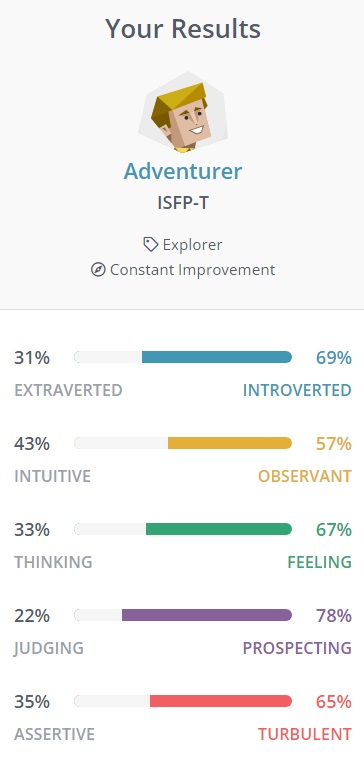 Your Results
Adventurer
ISFP-T
Explorer
Constant Improvement
31% 69%
EXTRAVERTED INTROVERTED
43% 57%
INTUITIVE OBSERVANT
33% 67%
THINKING FEELING
22% 78%
JUDGING PROSPECTING
35% 65%
ASSERTIVE TURBULENT